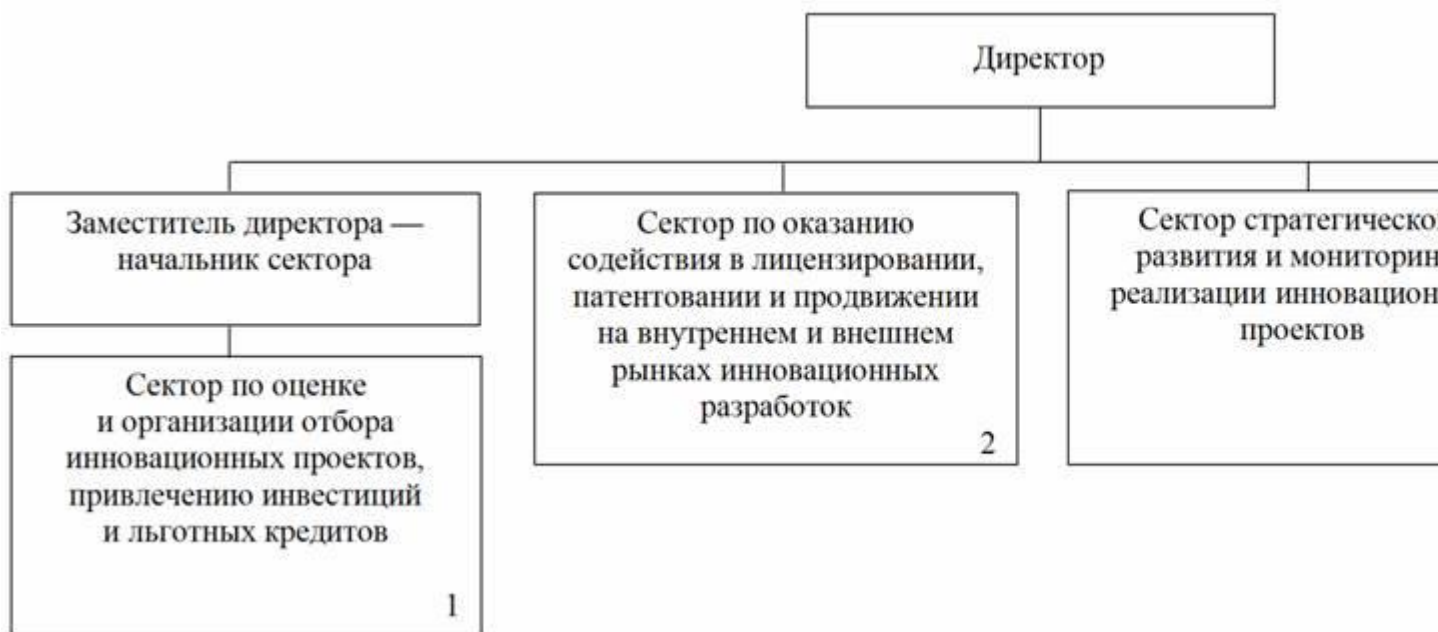 Директор
Заместитель директора —
начальник сектора
Сектор по оказанию
содействия в лицензировании,
патентовании и продвижении
на внутреннем и внешнем
рынках инновационных
разработок
2
Сектор стратегическо
развития и мониторин
реализации инновацион
проектов
Сектор по оценке
и организации отбора
инновационных проектов,
привлечению инвестиций
и льготных кредитов
1